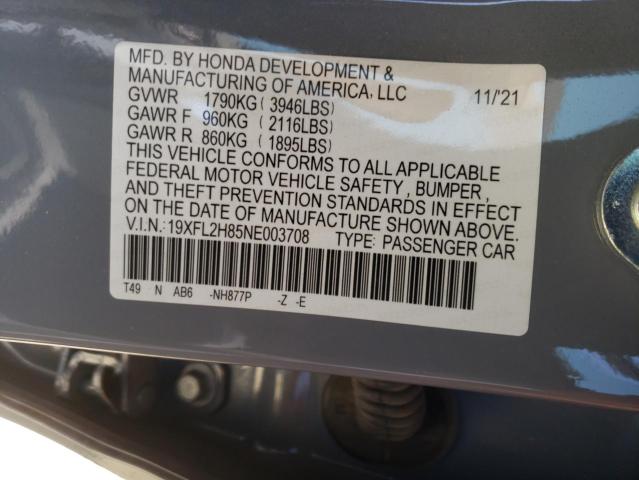 MFD. BY HONDA DEVELOPMENT &
MANUFACTURING OF AMERICA, LLC 11/'21
GVWR 1790KG ( 3946LBS)
GAWR F 960KG ( 2116LBS)
GAWR R 860KG ( 1895LBS)
THIS VEHICLE CONFORMS TO ALL APPLICABLE
FEDERAL MOTOR VEHICLE SAFETY , BUMPER ,
AND THEFT PREVENTION STANDARDS IN EFFECT
ON THE DATE OF MANUFACTURE SHOWN ABOVE.
V.I.N.:19XFL2H85NE003708 TYPE: PASSENGER CAR
T49 N AB6 -NH877P -Z -E